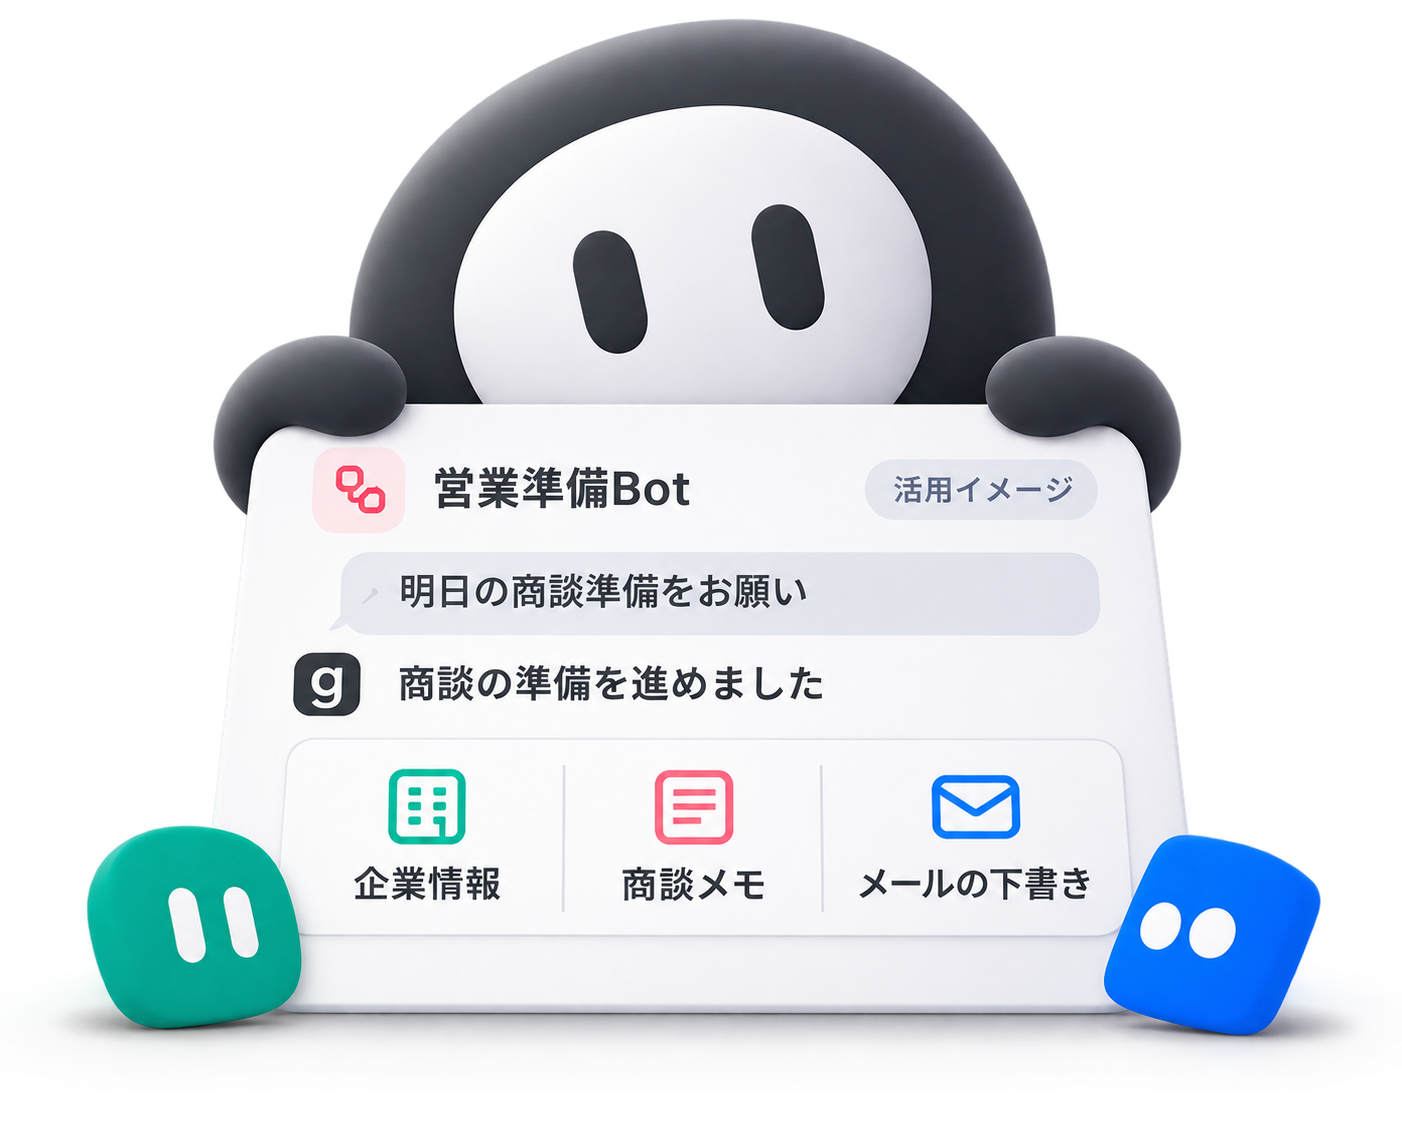 営業準備Bot
活用イメージ
明日の商談準備をお願い
g
商談の準備を進めました
企業情報
商談メモ
メールの下書き